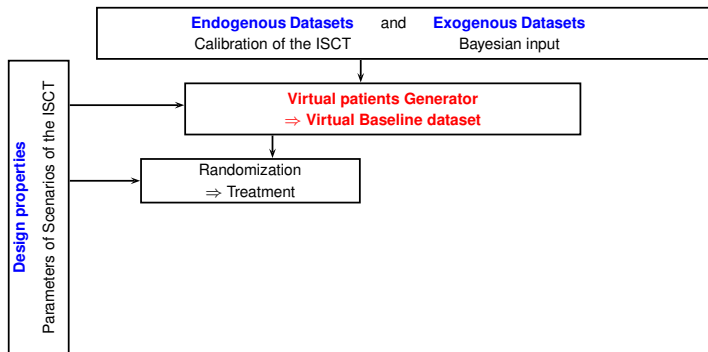 Endogenous Datasets and Exogenous Datasets
Calibration of the ISCT Bayesian input
Virtual patients Generator
⇒ Virtual Baseline dataset
Randomization
⇒ Treatment
Design properties
Parameters of Scenarios of the ISCT